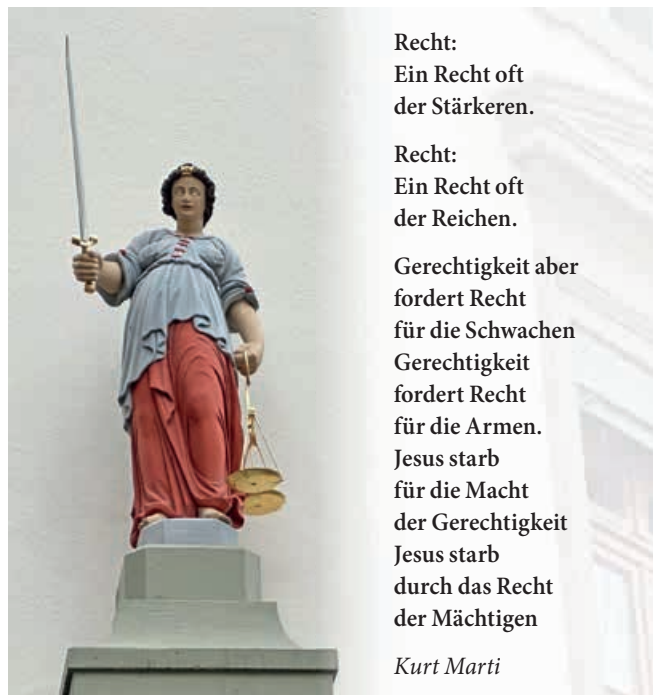 Recht:
Ein Recht oft
der Stärkeren.
Recht:
Ein Recht oft
der Reichen.
Gerechtigkeit aber
fordert Recht
für die Schwachen
Gerechtigkeit
fordert Recht
für die Armen.
Jesus starb
für die Macht
der Gerechtigkeit
Jesus starb
durch das Recht
der Mächtigen
Kurt Marti